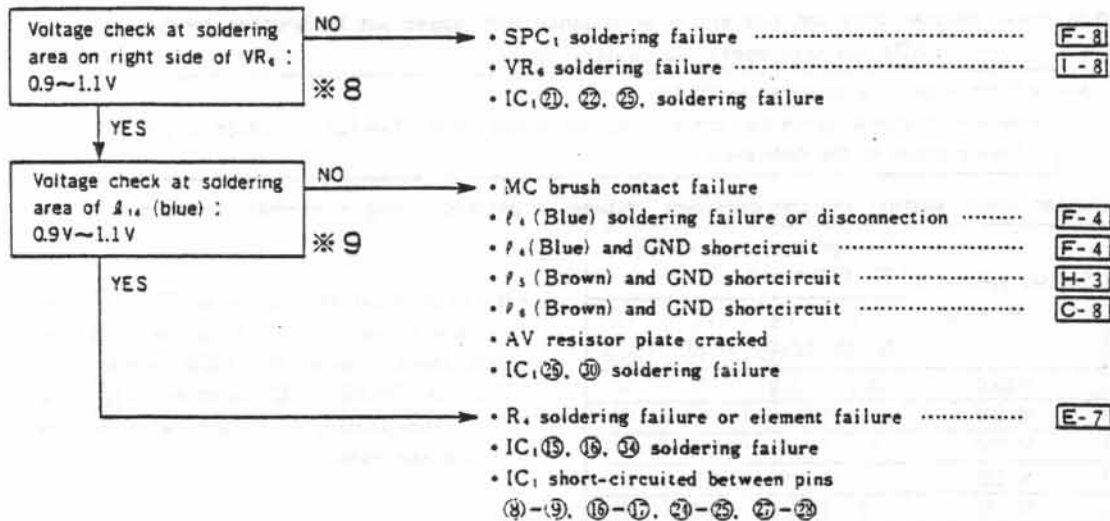 Voltage check at soldering
area on right side of VR₆ :
0.9～1.1V
※8
NO
• SPC₁ soldering failure ………… F-8
• VR₆ soldering failure ………… I-8
• IC₁㉑, ㉒, ㉕, soldering failure
YES
Voltage check at soldering
area of ℓ₁₄ (blue) :
0.9V～1.1V
※9
NO
• MC brush contact failure
• ℓ₄ (Blue) soldering failure or disconnection ………… F-4
• ℓ₄ (Blue) and GND shortcircuit ………… F-4
• ℓ₅ (Brown) and GND shortcircuit ………… H-3
• ℓ₆ (Brown) and GND shortcircuit ………… C-8
• AV resistor plate cracked
• IC₁㉖, ㉚ soldering failure
YES
• R₄ soldering failure or element failure ………… E-7
• IC₁⑮, ⑯, ㉞ soldering failure
• IC₁ short-circuited between pins
⑧-⑨, ⑯-⑰, ㉔-㉕, ㉗-㉘